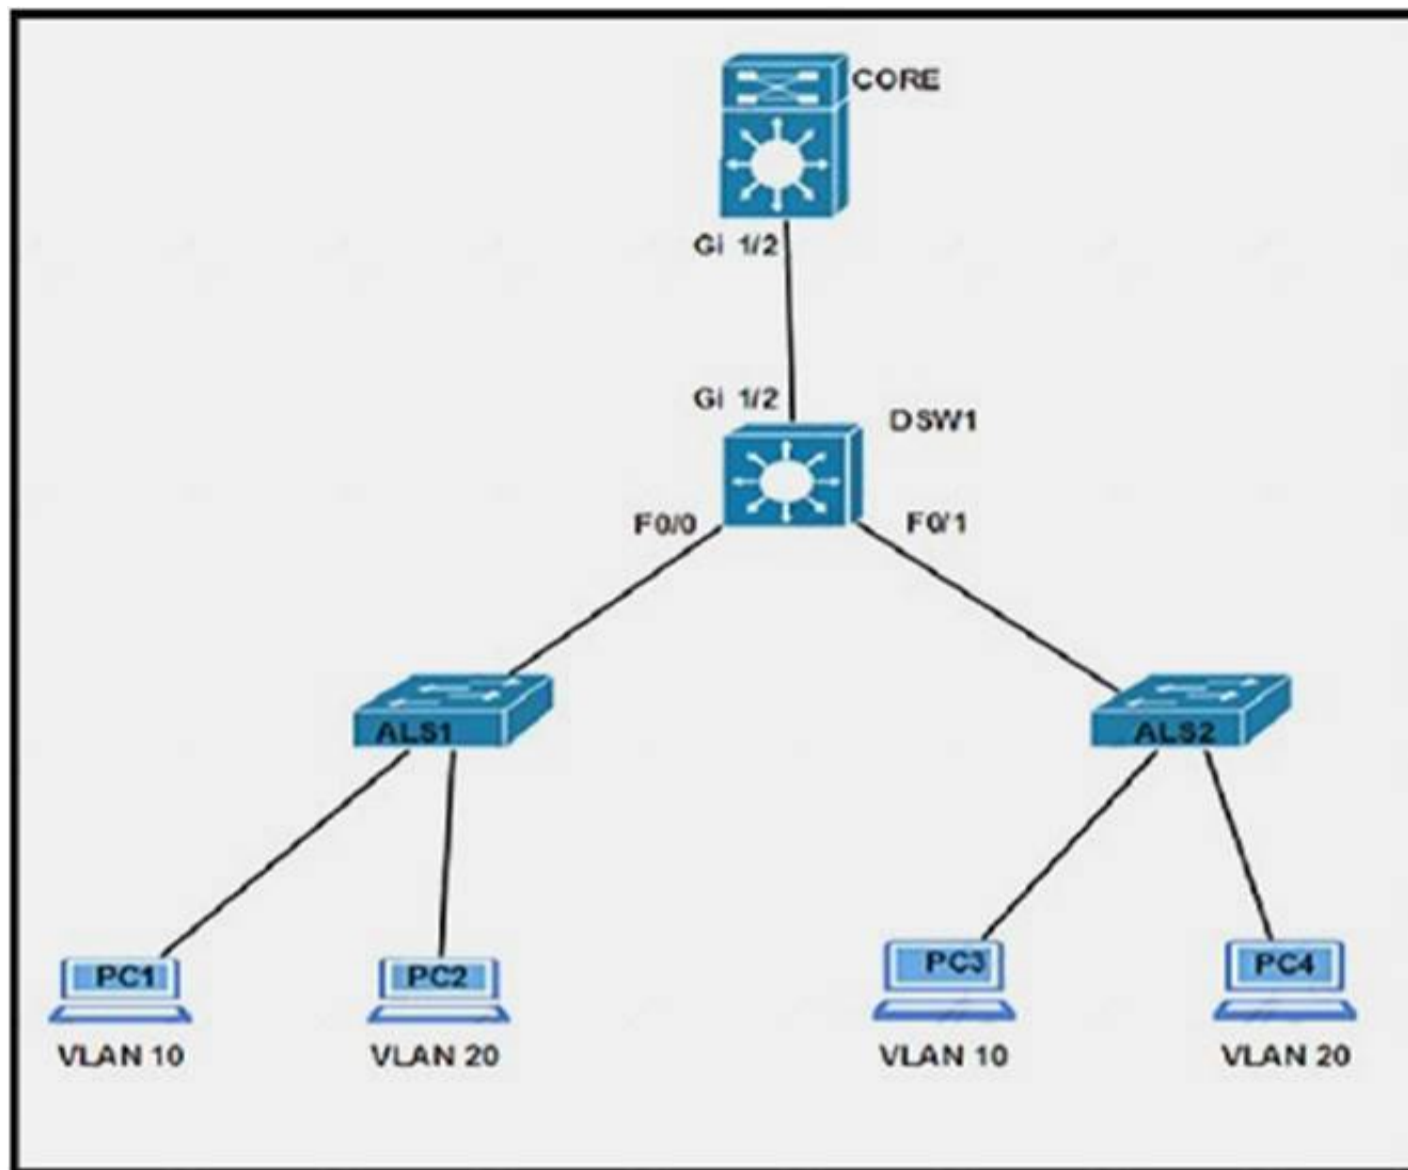 CORE
Gi 1/2
Gi 1/2
DSW1
F0/0
F0/1
ALS1
ALS2
PC1
PC2
PC3
PC4
VLAN 10
VLAN 20
VLAN 10
VLAN 20